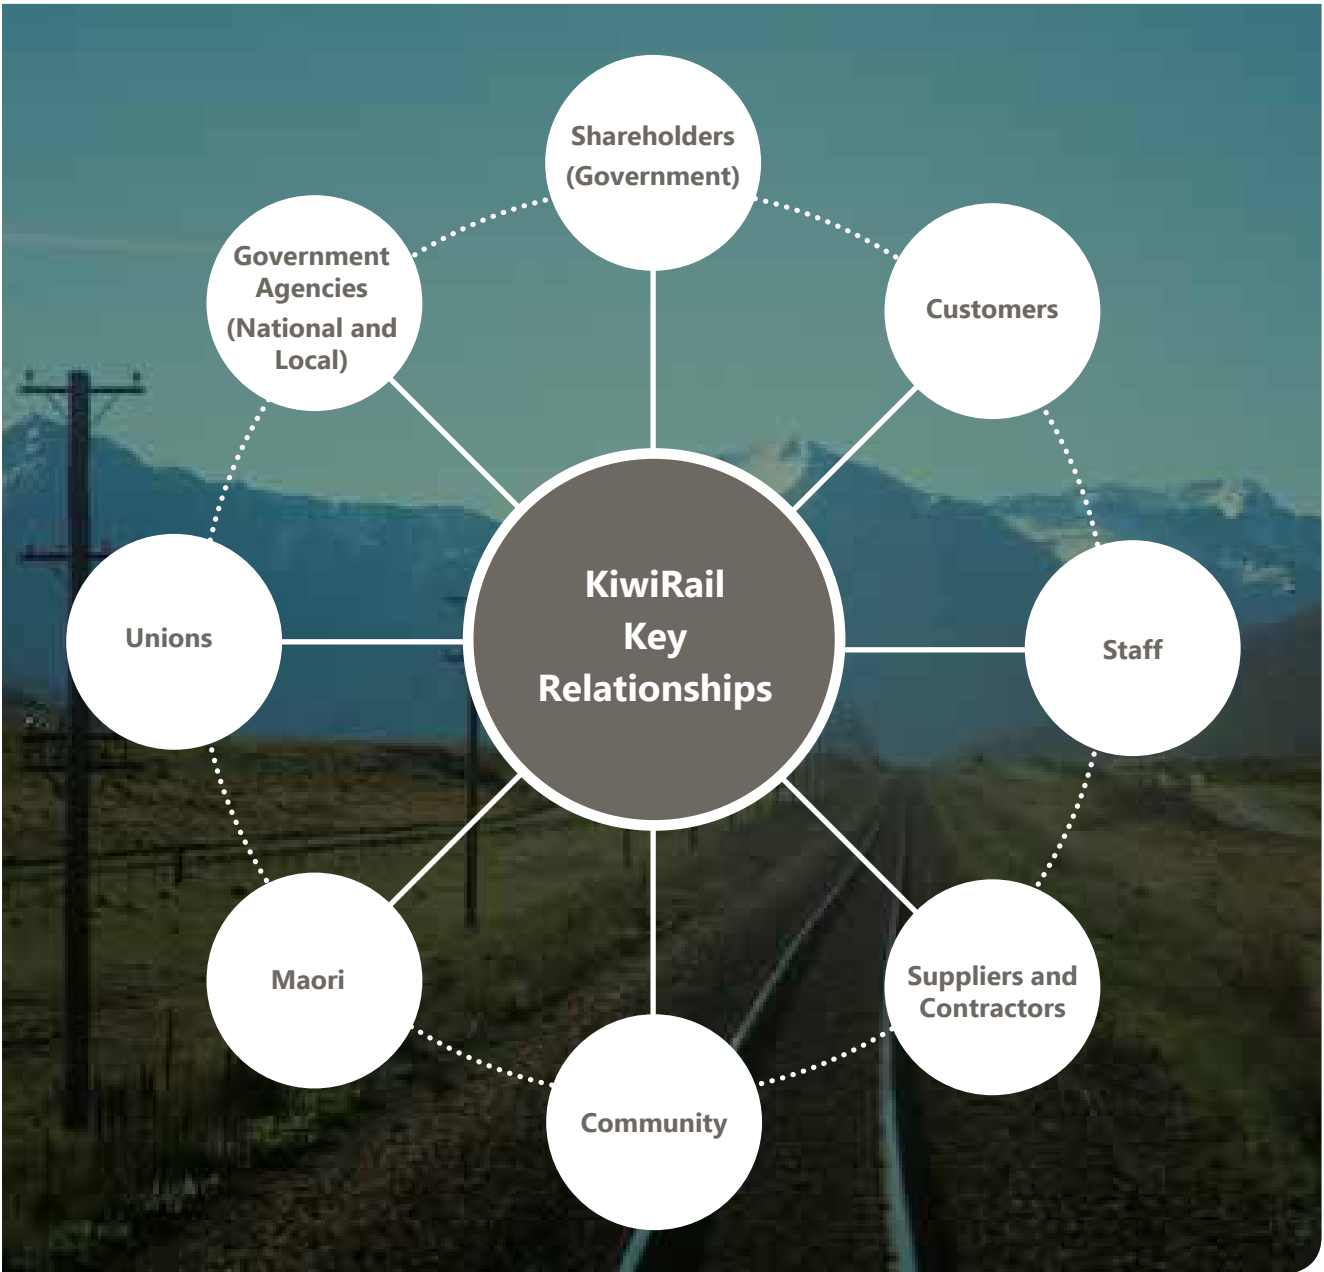 Shareholders
(Government)
Customers
Staff
Suppliers and
Contractors
Community
Maori
Unions
Government
Agencies
(National and
Local)
KiwiRail
Key
Relationships